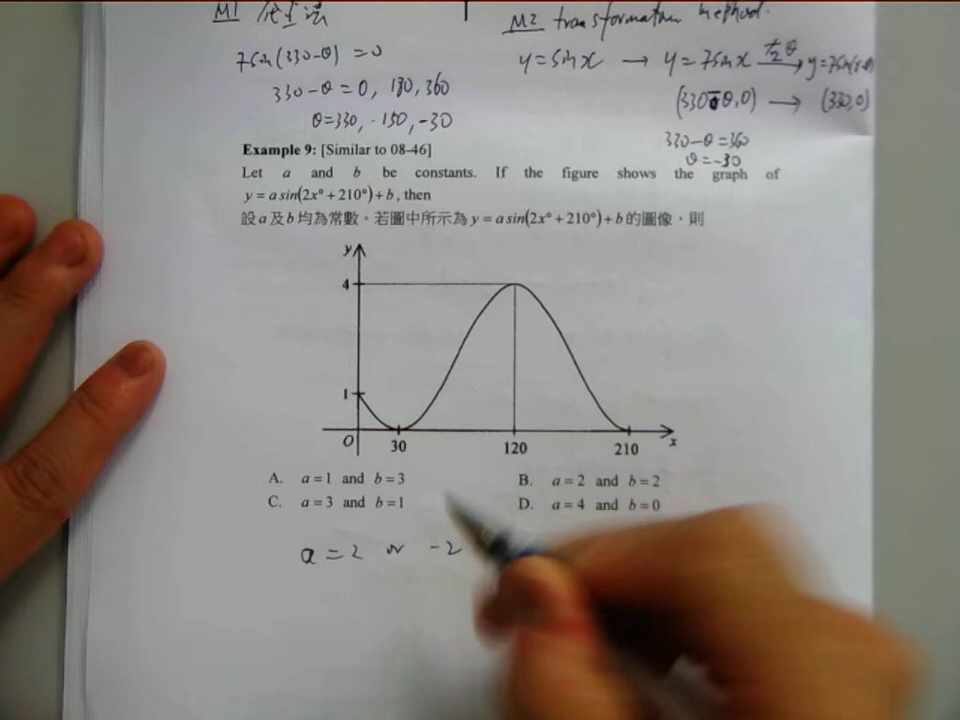 M1 代主法
M2 transformation method.
7sin(330-θ) = 0
330-θ = 0, 180, 360
θ = 330, -150, -30
y = sin x → y = 7sin x
(330, 0)
330-θ = 360
θ = -30
Example 9: [Similar to 08-46]
Let a and b be constants. If the figure shows the graph of
y = a sin(2x° + 210°) + b, then
設 a 及 b 均為常數。若圖中所示為 y = a sin(2x° + 210°) + b 的圖像，則
y
4
1
O 30 120 210 x
A. a = 1 and b = 3 B. a = 2 and b = 2
C. a = 3 and b = 1 D. a = 4 and b = 0
a = 2 or -2